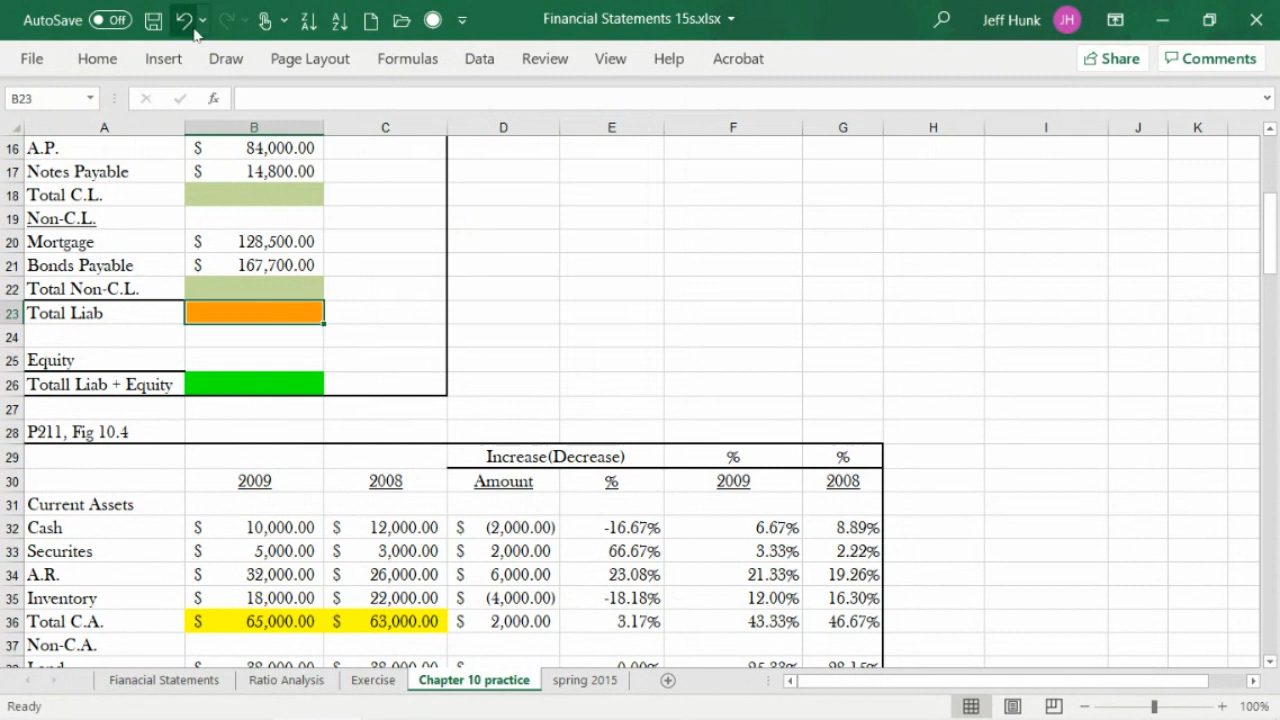 AutoSave Off Financial Statements 15s.xlsx Jeff Hunk JH
File Home Insert Draw Page Layout Formulas Data Review View Help Acrobat Share Comments
B23 fx
A B C D E F G H I J K
16 A.P. $ 84,000.00
17 Notes Payable $ 14,800.00
18 Total C.L.
19 Non-C.L.
20 Mortgage $ 128,500.00
21 Bonds Payable $ 167,700.00
22 Total Non-C.L.
23 Total Liab
24
25 Equity
26 Totall Liab + Equity
27
28 P211, Fig 10.4
29 Increase(Decrease) % %
30 2009 2008 Amount % 2009 2008
31 Current Assets
32 Cash $ 10,000.00 $ 12,000.00 $ (2,000.00) -16.67% 6.67% 8.89%
33 Securites $ 5,000.00 $ 3,000.00 $ 2,000.00 66.67% 3.33% 2.22%
34 A.R. $ 32,000.00 $ 26,000.00 $ 6,000.00 23.08% 21.33% 19.26%
35 Inventory $ 18,000.00 $ 22,000.00 $ (4,000.00) -18.18% 12.00% 16.30%
36 Total C.A. $ 65,000.00 $ 63,000.00 $ 2,000.00 3.17% 43.33% 46.67%
37 Non-C.A.
Fianacial Statements Ratio Analysis Exercise Chapter 10 practice spring 2015
Ready 100%